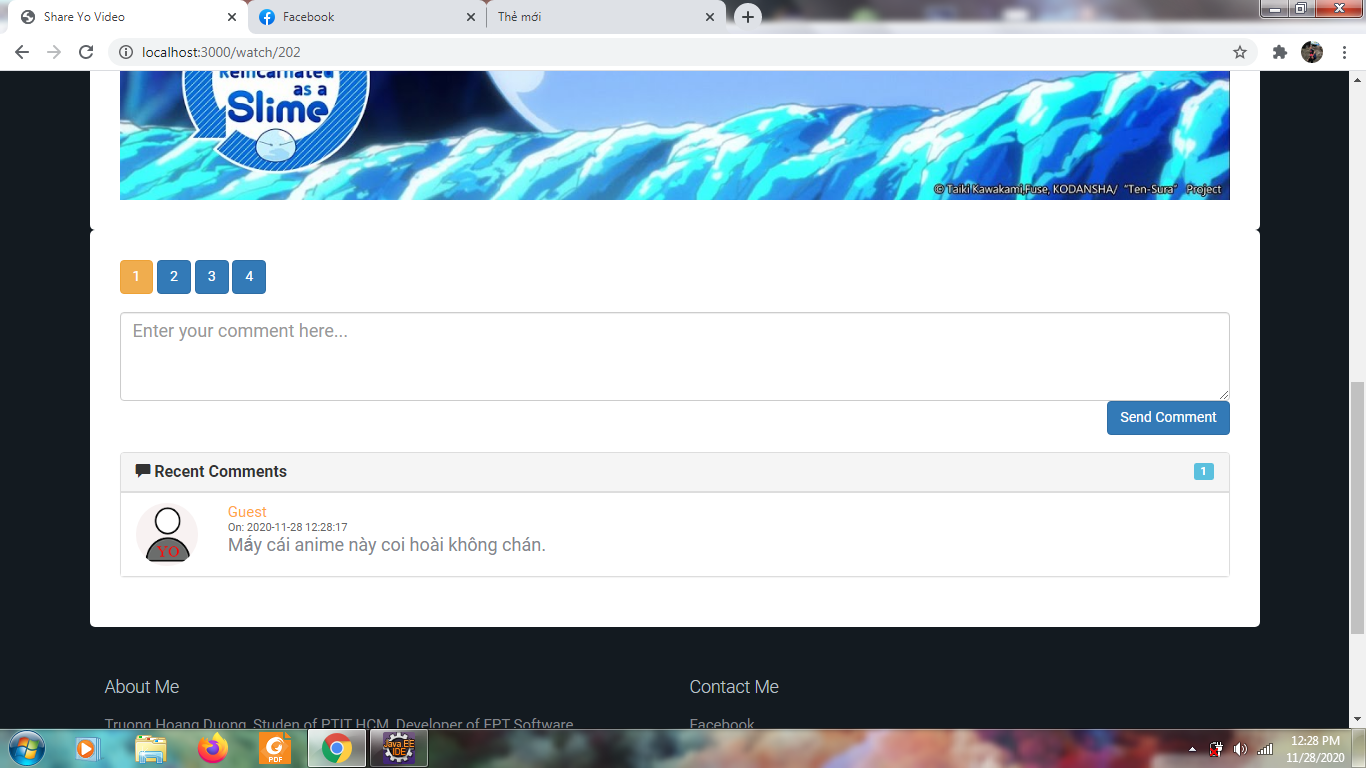 Share Yo Video
Facebook
Thẻ mới
localhost:3000/watch/202
Reincarnated
as a
Slime
© Taiki Kawakami,Fuse, KODANSHA/ “Ten-Sura” Project
1 2 3 4
Enter your comment here...
Send Comment
Recent Comments 1
Guest
On: 2020-11-28 12:28:17
Mấy cái anime này coi hoài không chán.
YO
About Me
Contact Me
Truong Hoang Duong, Studen of PTIT HCM, Developer of FPT Software
Facebook
PDF
Java EE
IDE
12:28 PM
11/28/2020